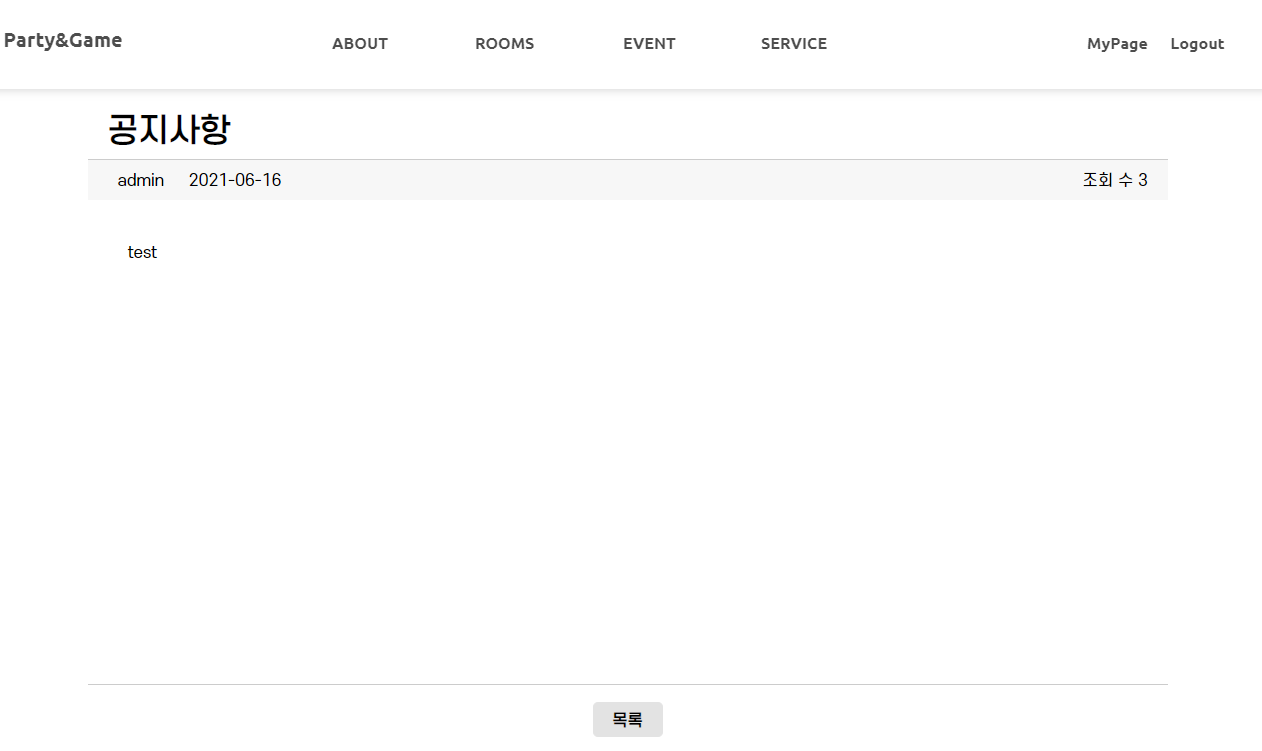 Party&Game ABOUT ROOMS EVENT SERVICE MyPage Logout
공지사항
admin 2021-06-16 조회 수 3
test
목록